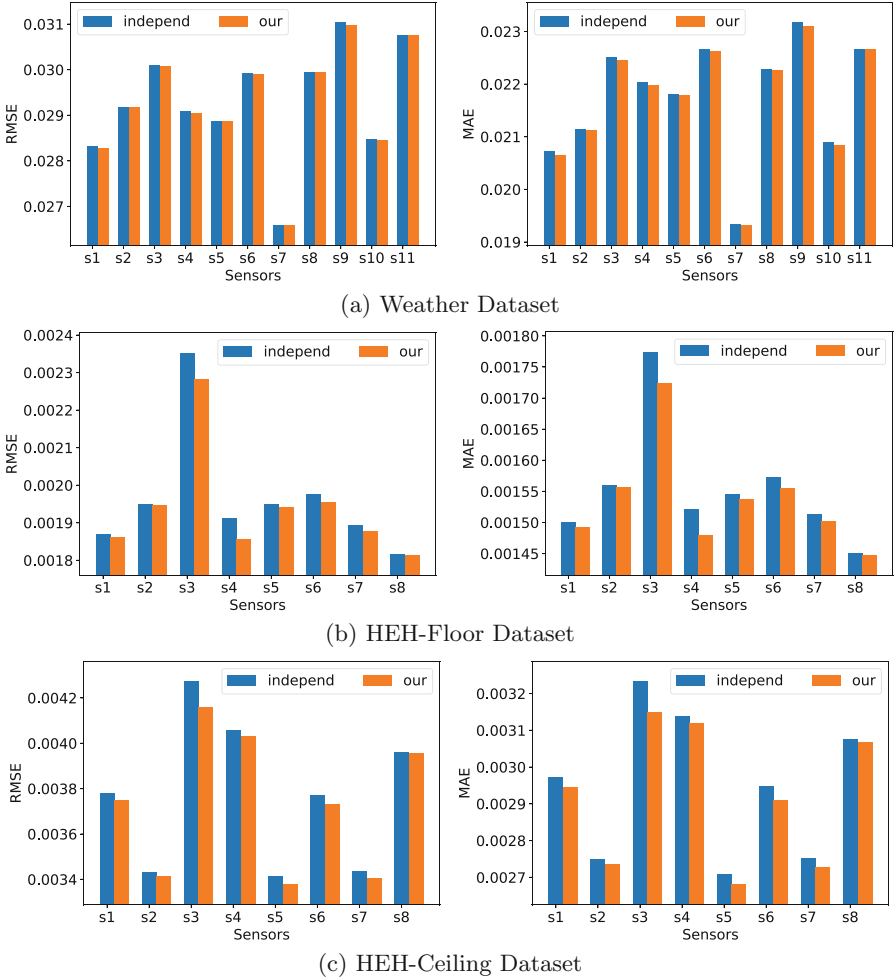 independ our
0.031
0.030
0.029
0.028
0.027
RMSE
s1 s2 s3 s4 s5 s6 s7 s8 s9 s10 s11
Sensors
independ our
0.023
0.022
0.021
0.020
0.019
MAE
s1 s2 s3 s4 s5 s6 s7 s8 s9 s10 s11
Sensors
(a) Weather Dataset
independ our
0.0024
0.0023
0.0022
0.0021
0.0020
0.0019
0.0018
RMSE
s1 s2 s3 s4 s5 s6 s7 s8
Sensors
independ our
0.00180
0.00175
0.00170
0.00165
0.00160
0.00155
0.00150
0.00145
MAE
s1 s2 s3 s4 s5 s6 s7 s8
Sensors
(b) HEH-Floor Dataset
independ our
0.0042
0.0040
0.0038
0.0036
0.0034
RMSE
s1 s2 s3 s4 s5 s6 s7 s8
Sensors
independ our
0.0032
0.0031
0.0030
0.0029
0.0028
0.0027
MAE
s1 s2 s3 s4 s5 s6 s7 s8
Sensors
(c) HEH-Ceiling Dataset